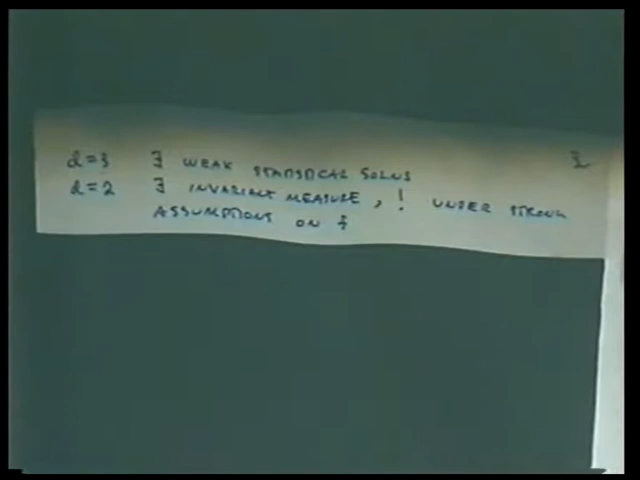 d=3 ∃ WEAK STATISTICAL SOLNS
d=2 ∃ INVARIANT MEASURE, ! UNDER STRONG
ASSUMPTIONS ON